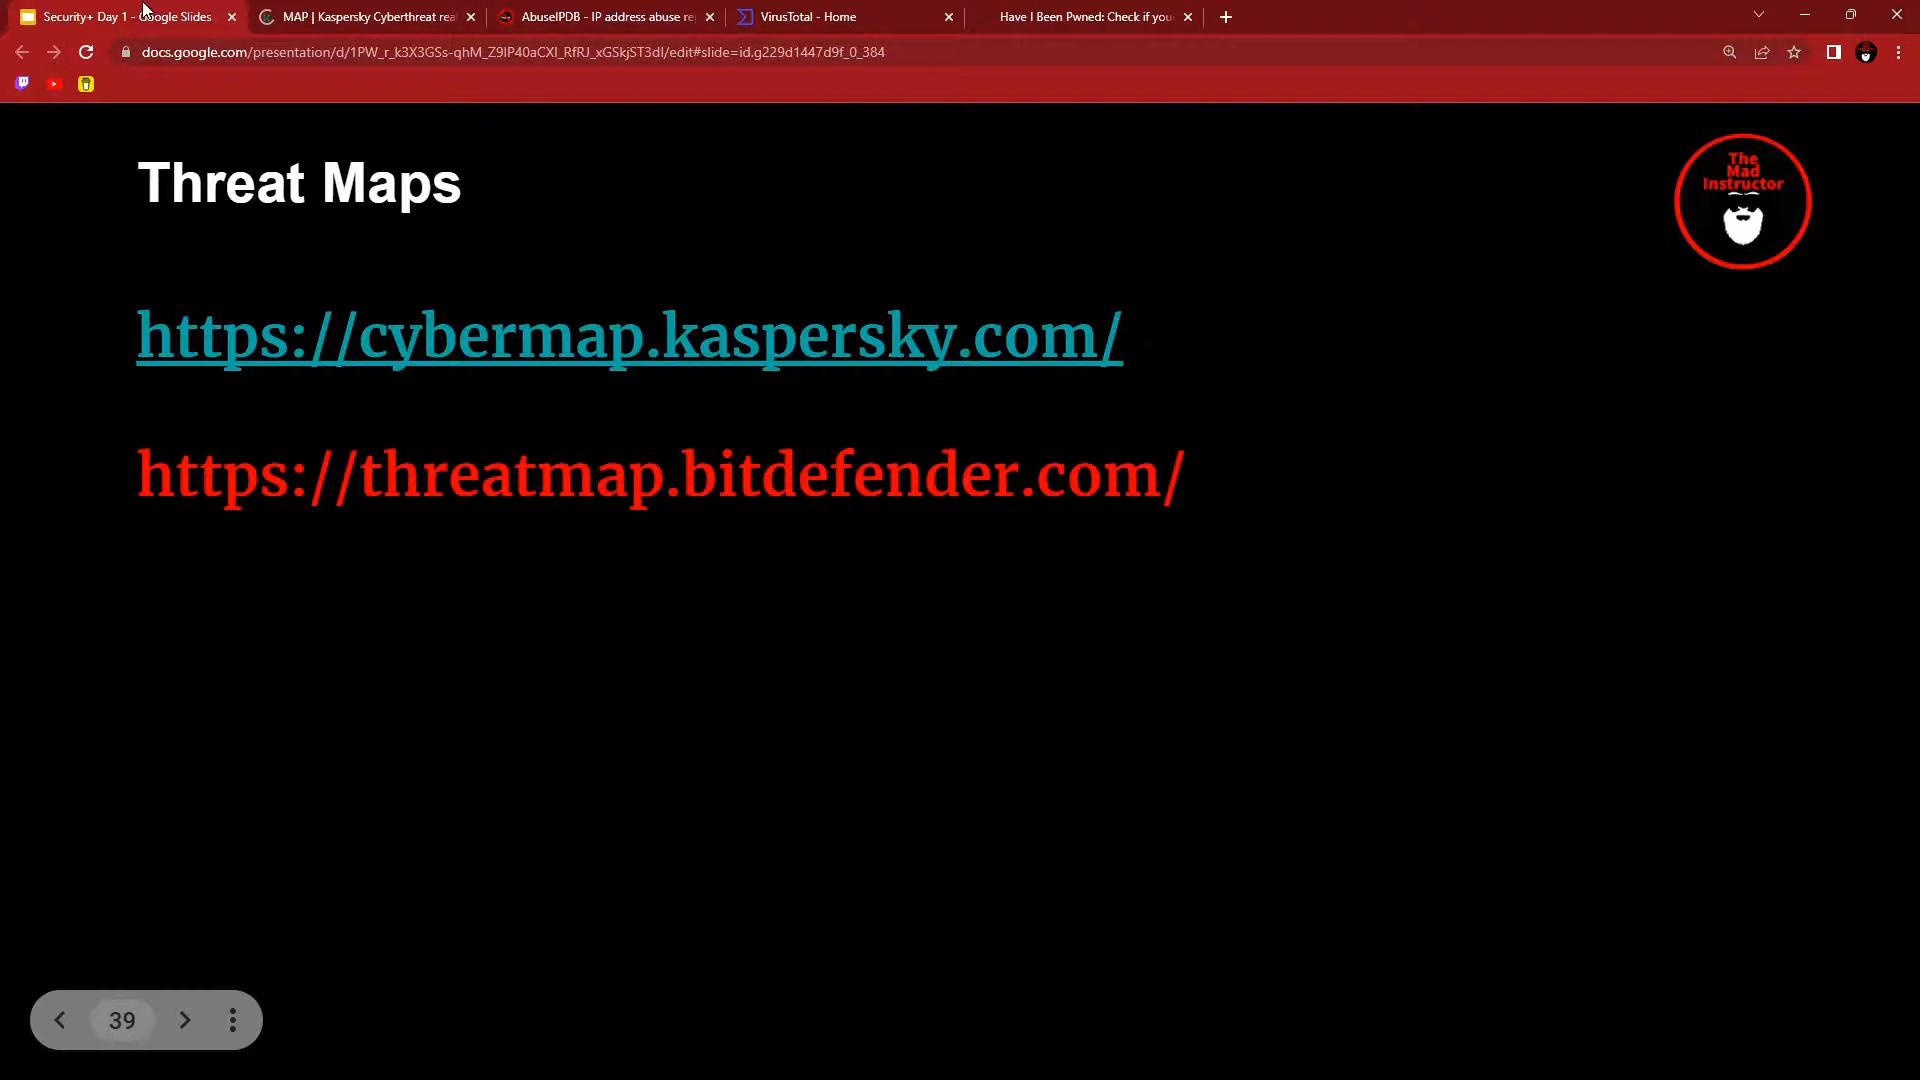 Security+ Day 1 - Google Slides
MAP | Kaspersky Cyberthreat rea
AbuseIPDB - IP address abuse re
VirusTotal - Home
Have I Been Pwned: Check if you
docs.google.com/presentation/d/1PW_r_k3X3GSs-qhM_Z9IP40aCXI_RfRJ_xGSkjST3dI/edit#slide=id.g229d1447d9f_0_384
Threat Maps
The
Mad
Instructor
https://cybermap.kaspersky.com/
https://threatmap.bitdefender.com/
39